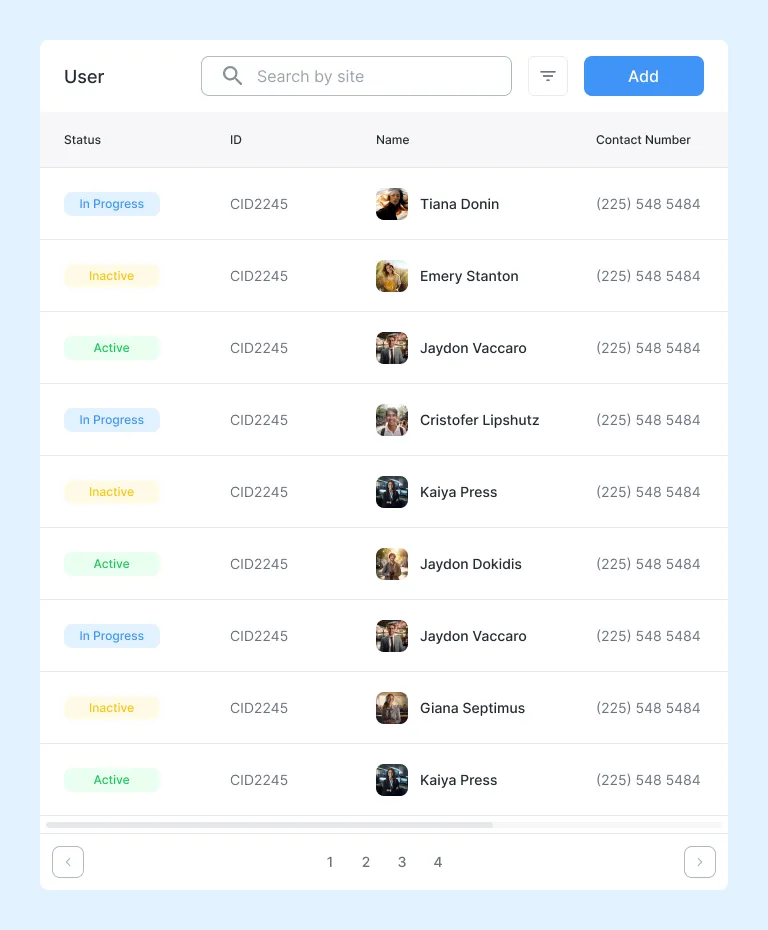 User
Search by site
Add
Status ID Name Contact Number
In Progress CID2245 Tiana Donin (225) 548 5484
Inactive CID2245 Emery Stanton (225) 548 5484
Active CID2245 Jaydon Vaccaro (225) 548 5484
In Progress CID2245 Cristofer Lipshutz (225) 548 5484
Inactive CID2245 Kaiya Press (225) 548 5484
Active CID2245 Jaydon Dokidis (225) 548 5484
In Progress CID2245 Jaydon Vaccaro (225) 548 5484
Inactive CID2245 Giana Septimus (225) 548 5484
Active CID2245 Kaiya Press (225) 548 5484
1 2 3 4